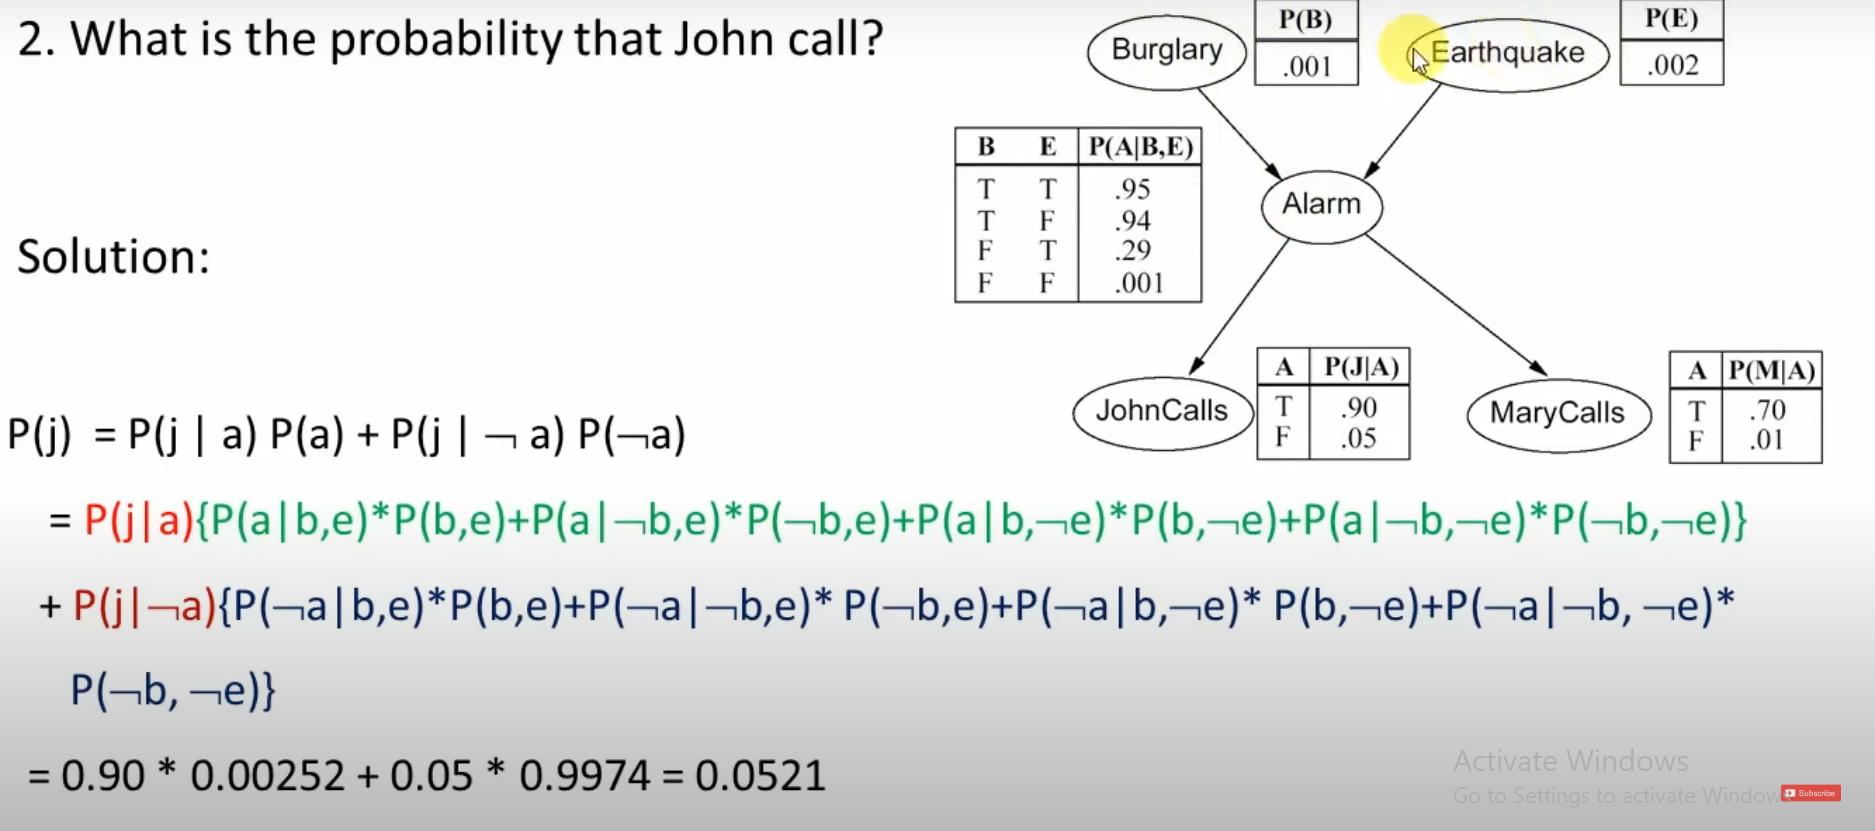 2. What is the probability that John call?
Burglary
P(B)
.001
Earthquake
P(E)
.002
B E P(A|B,E)
T T .95
T F .94
F T .29
F F .001
Alarm
Solution:
JohnCalls
A P(J|A)
T .90
F .05
MaryCalls
A P(M|A)
T .70
F .01
P(j) = P(j | a) P(a) + P(j | ¬ a) P(¬a)
= P(j|a){P(a|b,e)*P(b,e)+P(a|¬b,e)*P(¬b,e)+P(a|b,¬e)*P(b,¬e)+P(a|¬b,¬e)*P(¬b,¬e)}
+ P(j|¬a){P(¬a|b,e)*P(b,e)+P(¬a|¬b,e)* P(¬b,e)+P(¬a|b,¬e)* P(b,¬e)+P(¬a|¬b, ¬e)*
P(¬b, ¬e)}
= 0.90 * 0.00252 + 0.05 * 0.9974 = 0.0521
Activate Windows
Go to Settings to activate Window
Subscribe